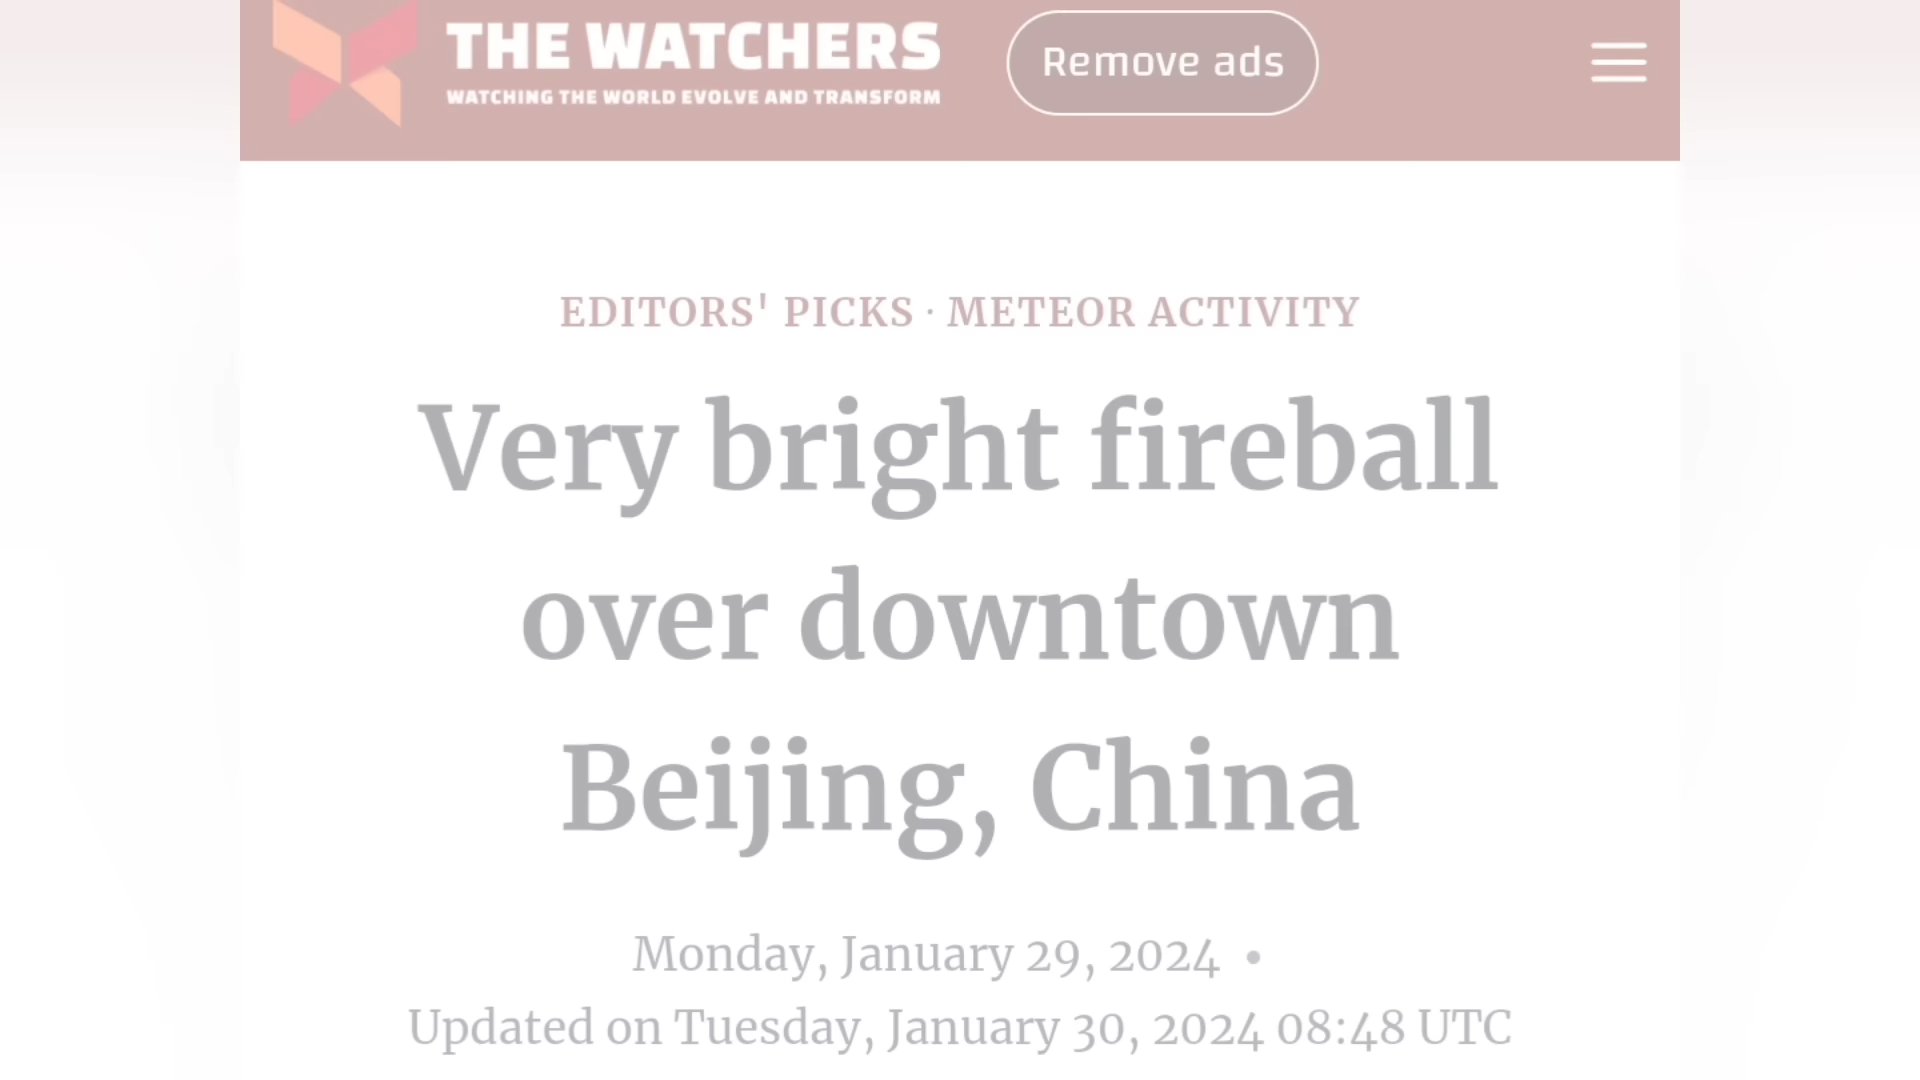 THE WATCHERS
WATCHING THE WORLD EVOLVE AND TRANSFORM
Remove ads
EDITORS' PICKS · METEOR ACTIVITY
Very bright fireball
over downtown
Beijing, China
Monday, January 29, 2024 •
Updated on Tuesday, January 30, 2024 08:48 UTC